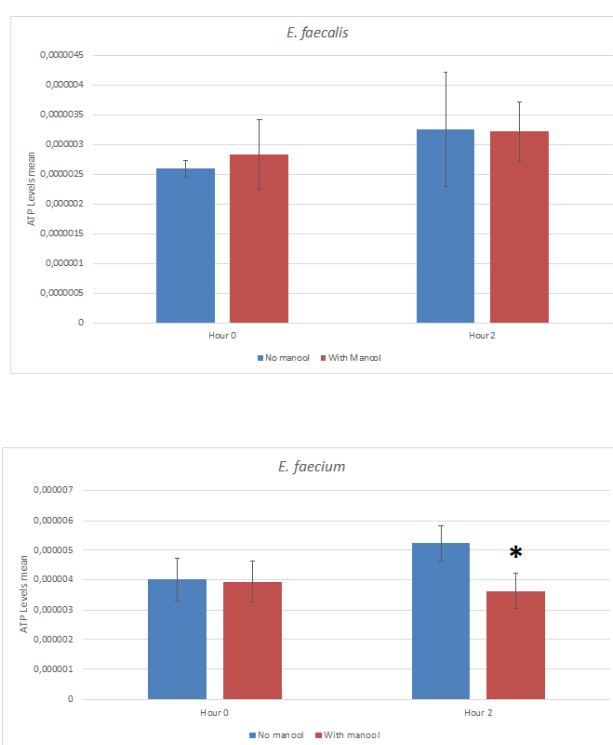 E. faecalis
0,0000045
0,000004
0,0000035
0,000003
0,0000025
0,000002
0,0000015
0,000001
0,0000005
0
ATP Levels mean
Hour 0
Hour 2
No manool With Manool
E. faecium
0,000007
0,000006
0,000005
0,000004
0,000003
0,000002
0,000001
0
ATP Levels mean
*
Hour 0
Hour 2
No manool With manool